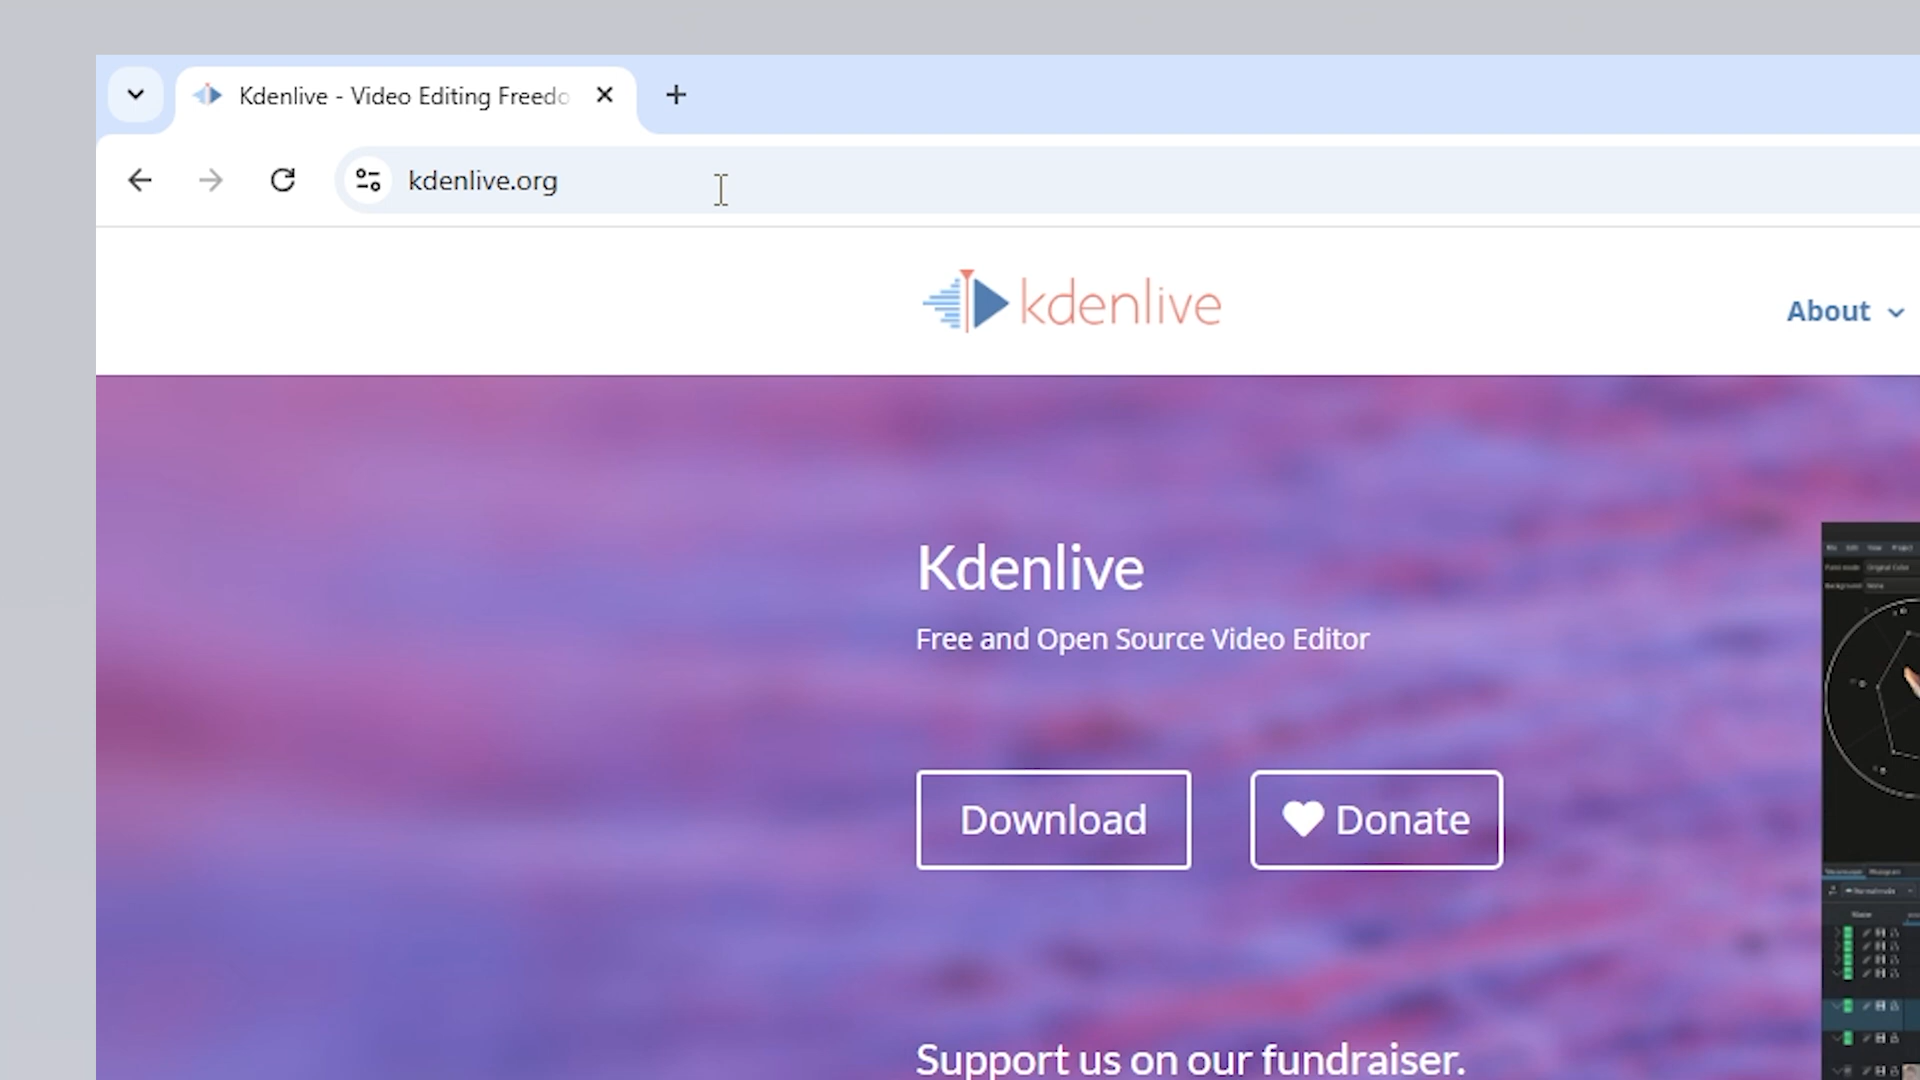 Kdenlive - Video Editing Freedo
kdenlive.org
kdenlive
About
Kdenlive
Free and Open Source Video Editor
Download
Donate
Support us on our fundraiser.